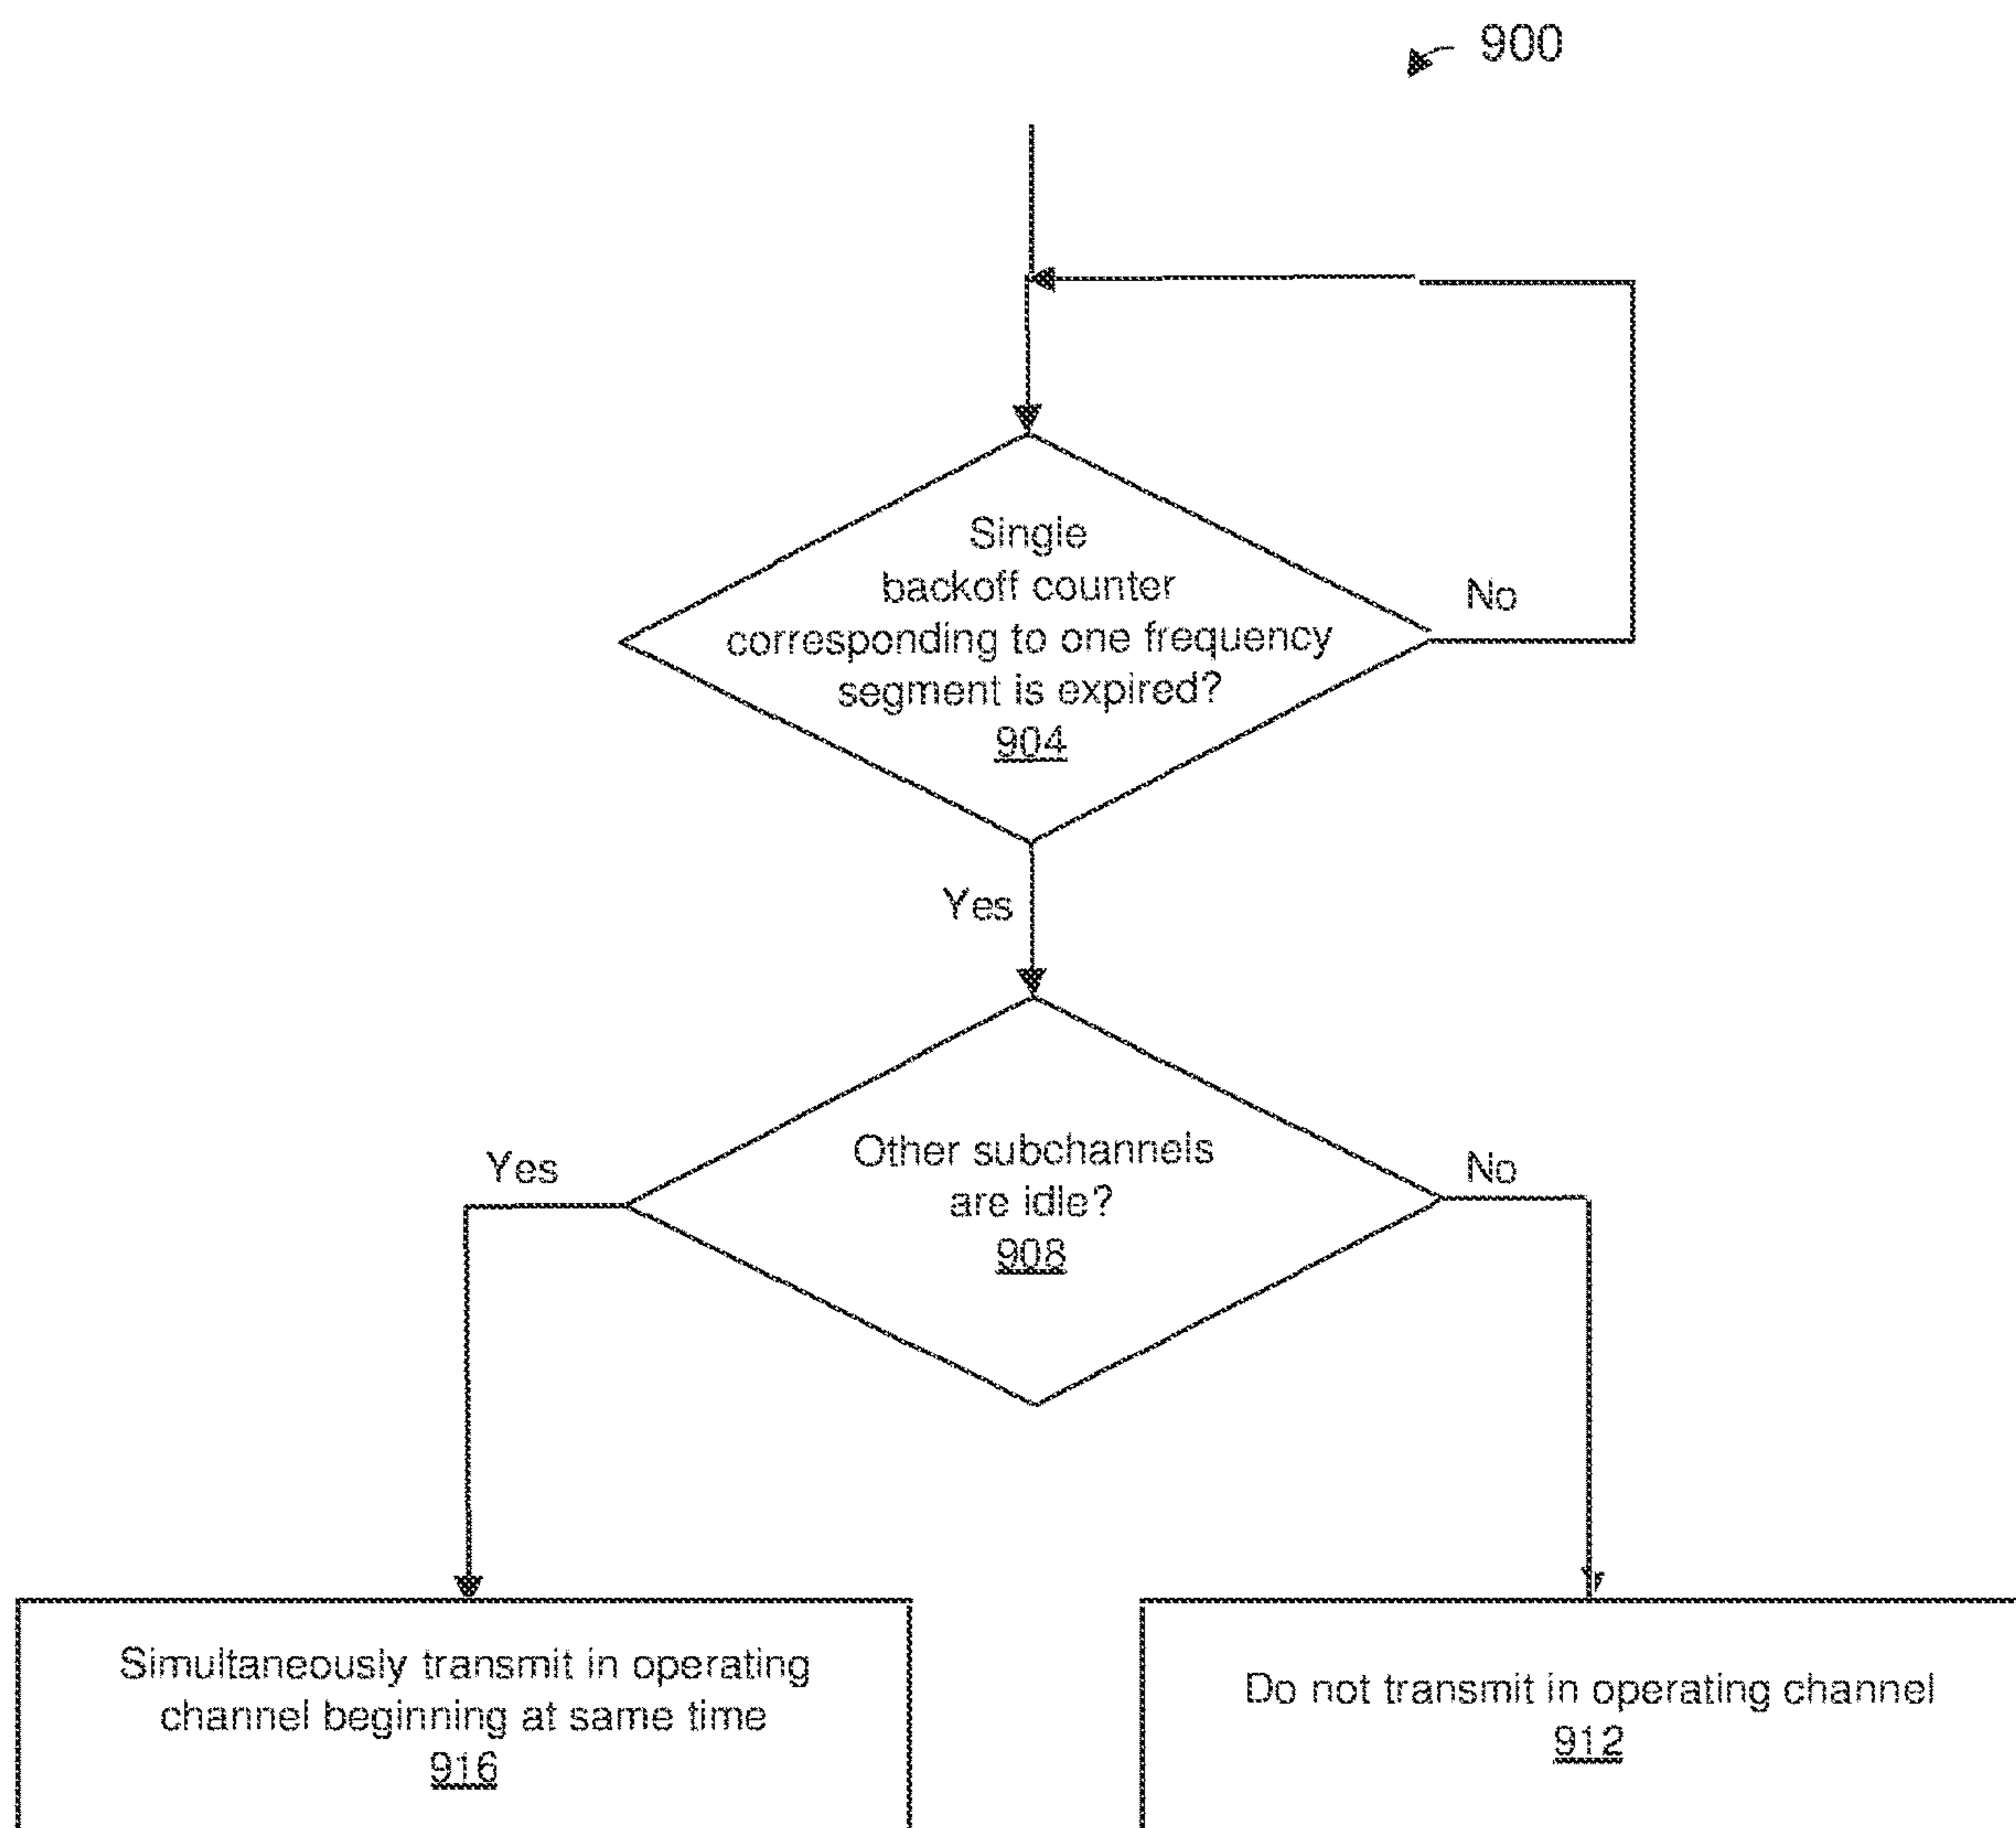 900
Single
backoff counter
corresponding to one frequency
segment is expired?
904
No
Yes
Other subchannels
are idle?
908
Yes
No
Simultaneously transmit in operating
channel beginning at same time
916
Do not transmit in operating channel
912